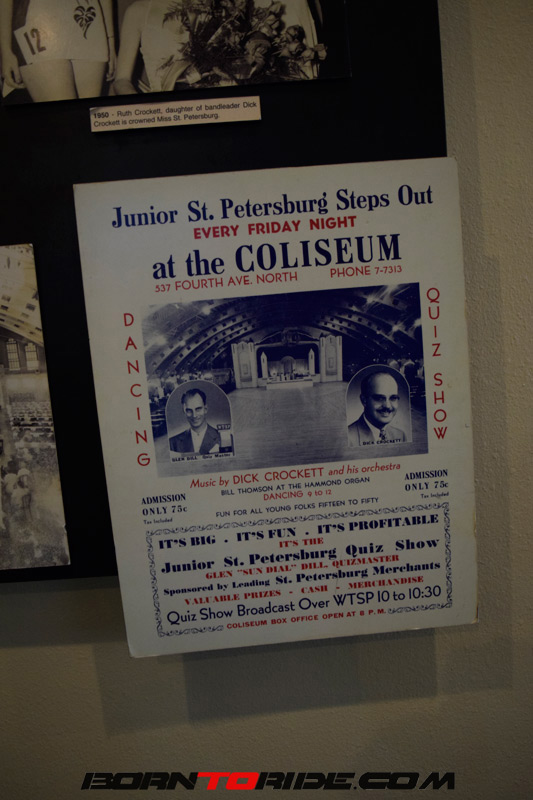 12
1950 - Ruth Crockett, daughter of bandleader Dick
Crockett is crowned Miss St. Petersburg.
Junior St. Petersburg Steps Out
EVERY FRIDAY NIGHT
at the COLISEUM
537 FOURTH AVE. NORTH PHONE 7-7313
DANCING
QUIZ SHOW
WTSP
GLEN DILL Quiz Master
DICK CROCKETT
Music by DICK CROCKETT and his orchestra
BILL THOMSON AT THE HAMMOND ORGAN
DANCING 9 TO 12
ADMISSION
ONLY 75c
Tax Included
ADMISSION
ONLY 75c
Tax Included
FUN FOR ALL YOUNG FOLKS FIFTEEN TO FIFTY
IT'S BIG . IT'S FUN . IT'S PROFITABLE
IT'S THE
Junior St. Petersburg Quiz Show
GLEN "SUN DIAL" DILL, QUIZMASTER
Sponsored by Leading St. Petersburg Merchants
VALUABLE PRIZES - CASH - MERCHANDISE
Quiz Show Broadcast Over WTSP 10 to 10:30
COLISEUM BOX OFFICE OPEN AT 8 P.M.
BORNTORIDE.COM